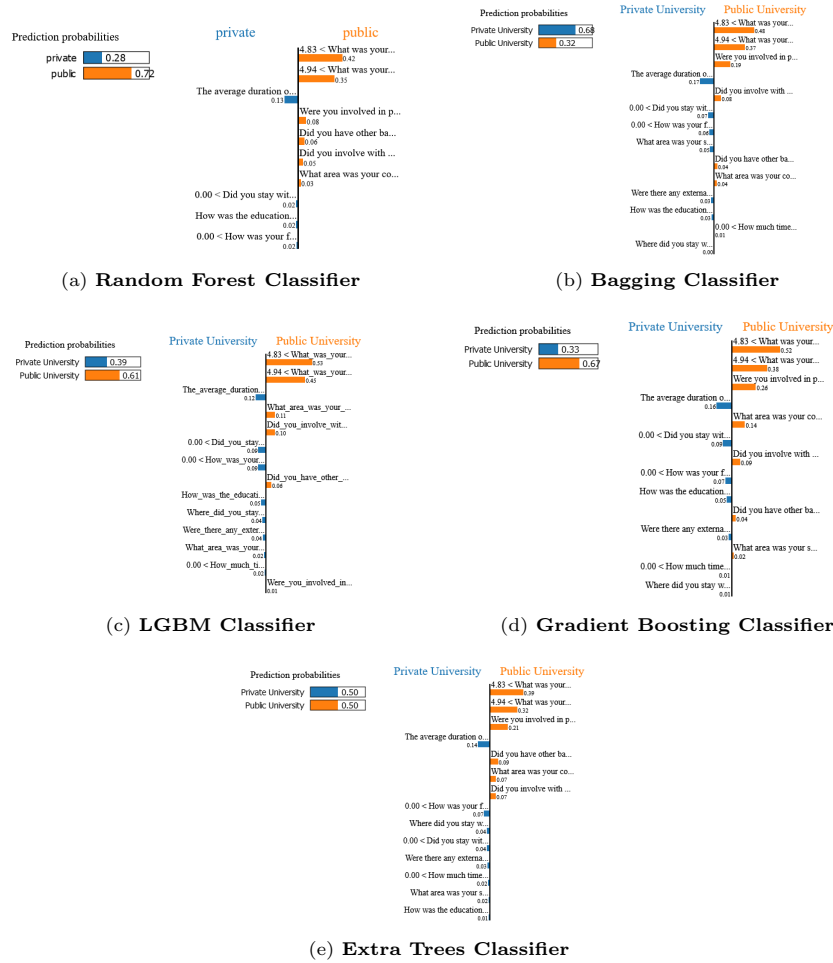 Prediction probabilities
private 0.28
public 0.72
private public
4.83 < What was your...
0.42
4.94 < What was your...
0.35
The average duration o...
0.13
Were you involved in p...
0.08
Did you have other ba...
0.06
Did you involve with ...
0.05
What area was your co...
0.03
0.00 < Did you stay wit...
0.02
How was the education...
0.02
0.00 < How was your f...
0.02
(a) Random Forest Classifier
Prediction probabilities
Private University 0.68
Public University 0.32
Private University Public University
4.83 < What was your...
0.48
4.94 < What was your...
0.37
Were you involved in p...
0.19
The average duration o...
0.17
Did you involve with ...
0.08
0.00 < Did you stay wit...
0.07
0.00 < How was your f...
0.06
What area was your s...
0.05
Did you have other ba...
0.04
What area was your co...
0.04
Were there any externa...
0.03
How was the education...
0.03
0.00 < How much time...
0.01
Where did you stay w...
0.00
(b) Bagging Classifier
Prediction probabilities
Private University 0.39
Public University 0.61
Private University Public University
4.83 < What_was_your...
0.53
4.94 < What_was_your...
0.45
The_average_duration...
0.12
What_area_was_your_...
0.11
Did_you_involve_wit...
0.10
0.00 < Did_you_stay...
0.09
0.00 < How_was_your...
0.09
Did_you_have_other_...
0.06
How_was_the_educati...
0.05
Where_did_you_stay...
0.04
Were_there_any_exter...
0.04
What_area_was_your...
0.02
0.00 < How_much_ti...
0.02
Were_you_involved_in...
0.01
(c) LGBM Classifier
Prediction probabilities
Private University 0.33
Public University 0.67
Private University Public University
4.83 < What was your...
0.52
4.94 < What was your...
0.38
Were you involved in p...
0.26
The average duration o...
0.16
What area was your co...
0.14
0.00 < Did you stay wit...
0.09
Did you involve with ...
0.09
0.00 < How was your f...
0.07
How was the education...
0.05
Did you have other ba...
0.04
Were there any externa...
0.03
What area was your s...
0.02
0.00 < How much time...
0.01
Where did you stay w...
0.01
(d) Gradient Boosting Classifier
Prediction probabilities
Private University 0.50
Public University 0.50
Private University Public University
4.83 < What was your...
0.39
4.94 < What was your...
0.32
Were you involved in p...
0.21
The average duration o...
0.14
Did you have other ba...
0.09
What area was your co...
0.07
Did you involve with ...
0.07
0.00 < How was your f...
0.07
Where did you stay w...
0.04
0.00 < Did you stay wit...
0.04
Were there any externa...
0.03
0.00 < How much time...
0.02
What area was your s...
0.02
How was the education...
0.01
(e) Extra Trees Classifier